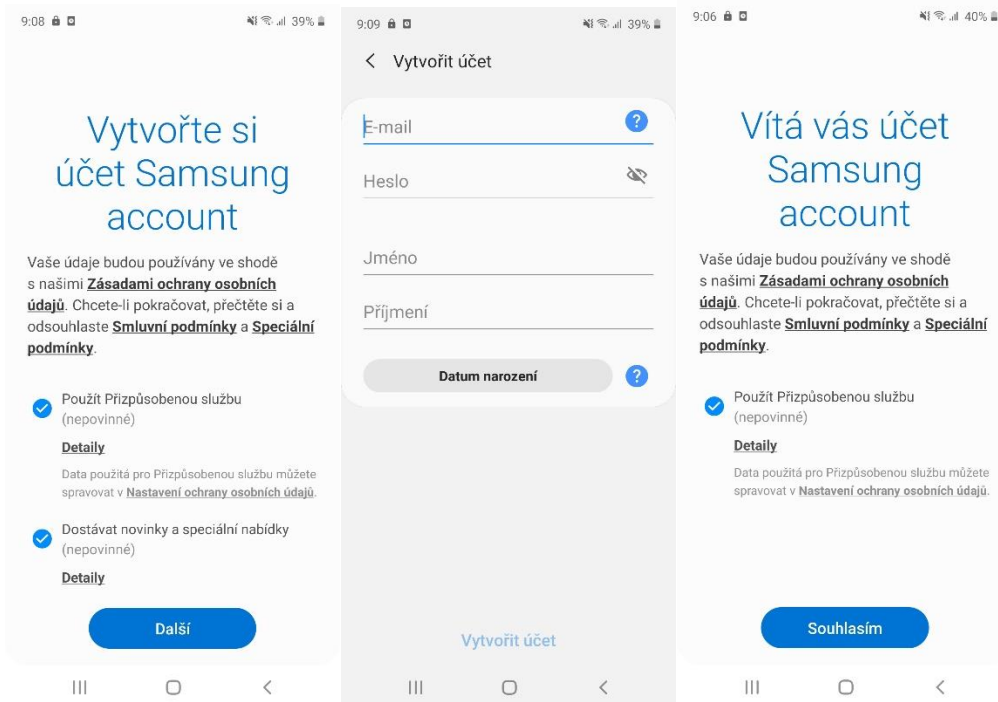 9:08
39%
Vytvořte si
účet Samsung
account
Vaše údaje budou používány ve shodě
s našimi Zásadami ochrany osobních
údajů. Chcete-li pokračovat, přečtěte si a
odsouhlaste Smluvní podmínky a Speciální
podmínky.
Použít Přizpůsobenou službu
(nepovinné)
Detaily
Data použitá pro Přizpůsobenou službu můžete
spravovat v Nastavení ochrany osobních údajů.
Dostávat novinky a speciální nabídky
(nepovinné)
Detaily
Další
9:09
39%
Vytvořit účet
E-mail
Heslo
Jméno
Příjmení
Datum narození
Vytvořit účet
9:06
40%
Vítá vás účet
Samsung
account
Vaše údaje budou používány ve shodě
s našimi Zásadami ochrany osobních
údajů. Chcete-li pokračovat, přečtěte si a
odsouhlaste Smluvní podmínky a Speciální
podmínky.
Použít Přizpůsobenou službu
(nepovinné)
Detaily
Data použitá pro Přizpůsobenou službu můžete
spravovat v Nastavení ochrany osobních údajů.
Souhlasím